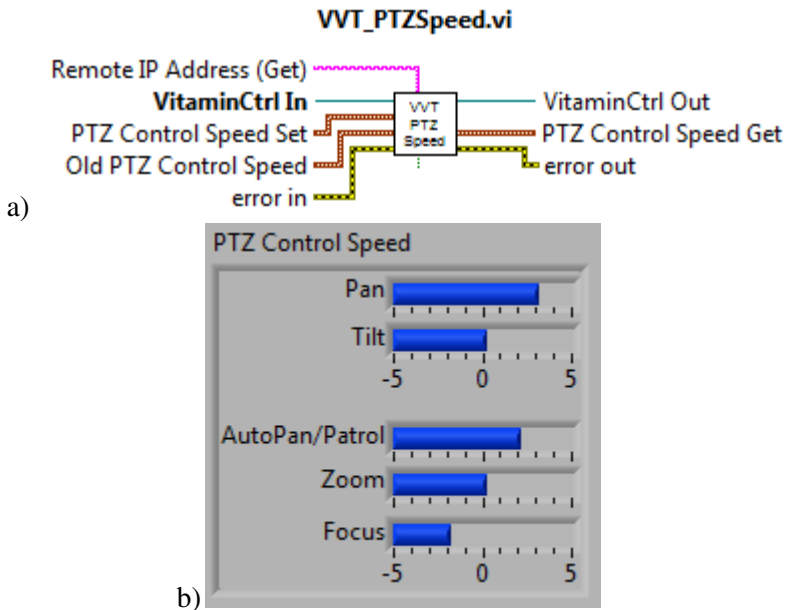 VVT_PTZSpeed.vi
Remote IP Address (Get)
VitaminCtrl In
PTZ Control Speed Set
Old PTZ Control Speed
error in
VVT
PTZ
Speed
VitaminCtrl Out
PTZ Control Speed Get
error out
a)
PTZ Control Speed
Pan
Tilt
-5 0 5
AutoPan/Patrol
Zoom
Focus
-5 0 5
b)